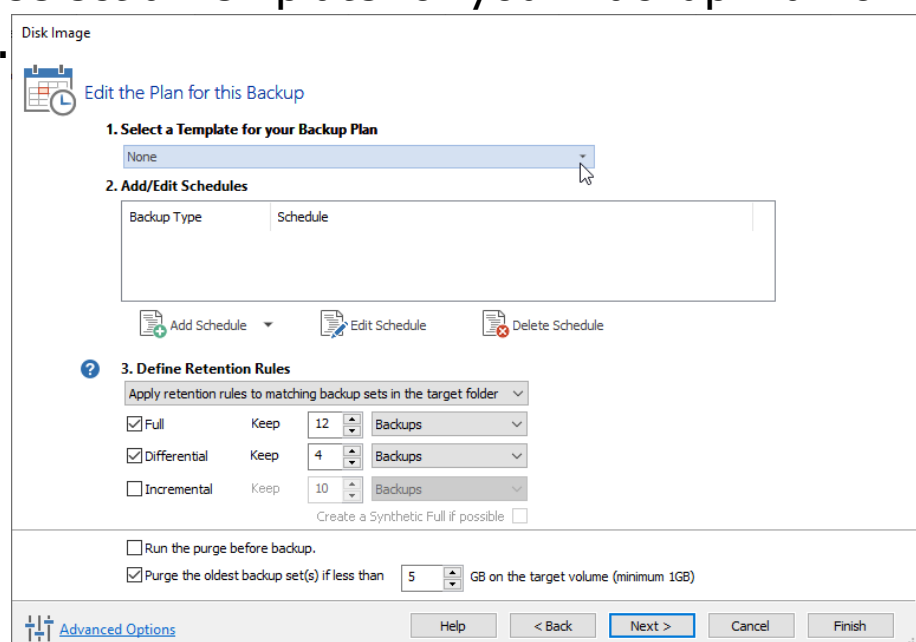 Disk Image
Edit the Plan for this Backup
1. Select a Template for your Backup Plan
None
2. Add/Edit Schedules
Backup Type Schedule
Add Schedule Edit Schedule Delete Schedule
? 3. Define Retention Rules
Apply retention rules to matching backup sets in the target folder
Full Keep 12 Backups
Differential Keep 4 Backups
Incremental Keep 10 Backups
Create a Synthetic Full if possible
Run the purge before backup.
Purge the oldest backup set(s) if less than 5 GB on the target volume (minimum 1GB)
Advanced Options Help < Back Next > Cancel Finish